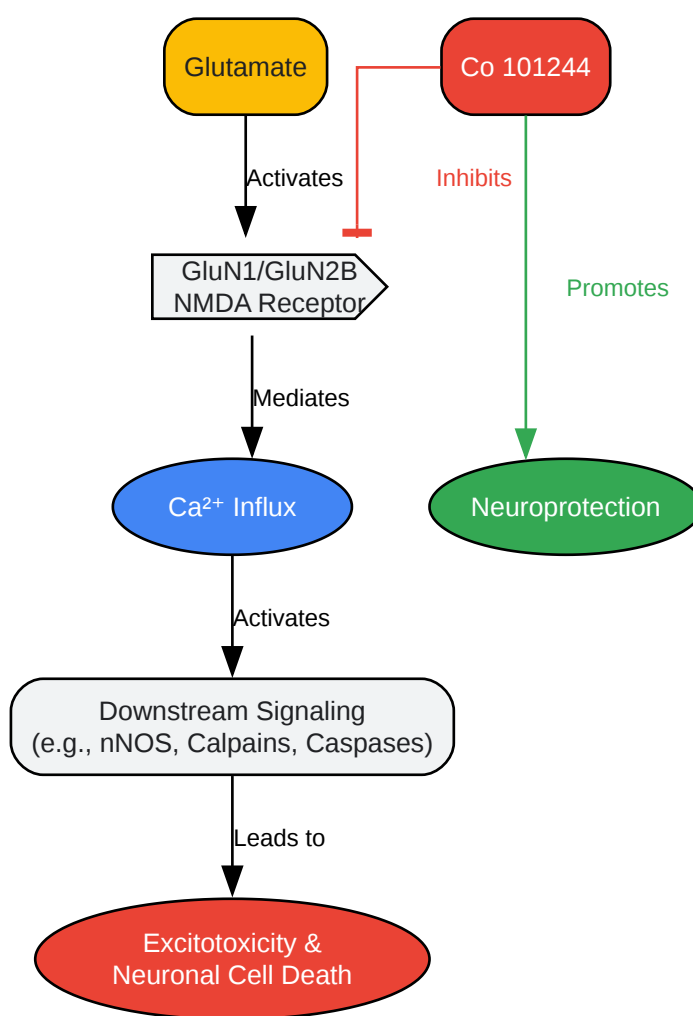 Glutamate
Co 101244
Activates
Inhibits
GluN1/GluN2B
NMDA Receptor
Promotes
Mediates
Ca²⁺ Influx
Neuroprotection
Activates
Downstream Signaling
(e.g., nNOS, Calpains, Caspases)
Leads to
Excitotoxicity &
Neuronal Cell Death